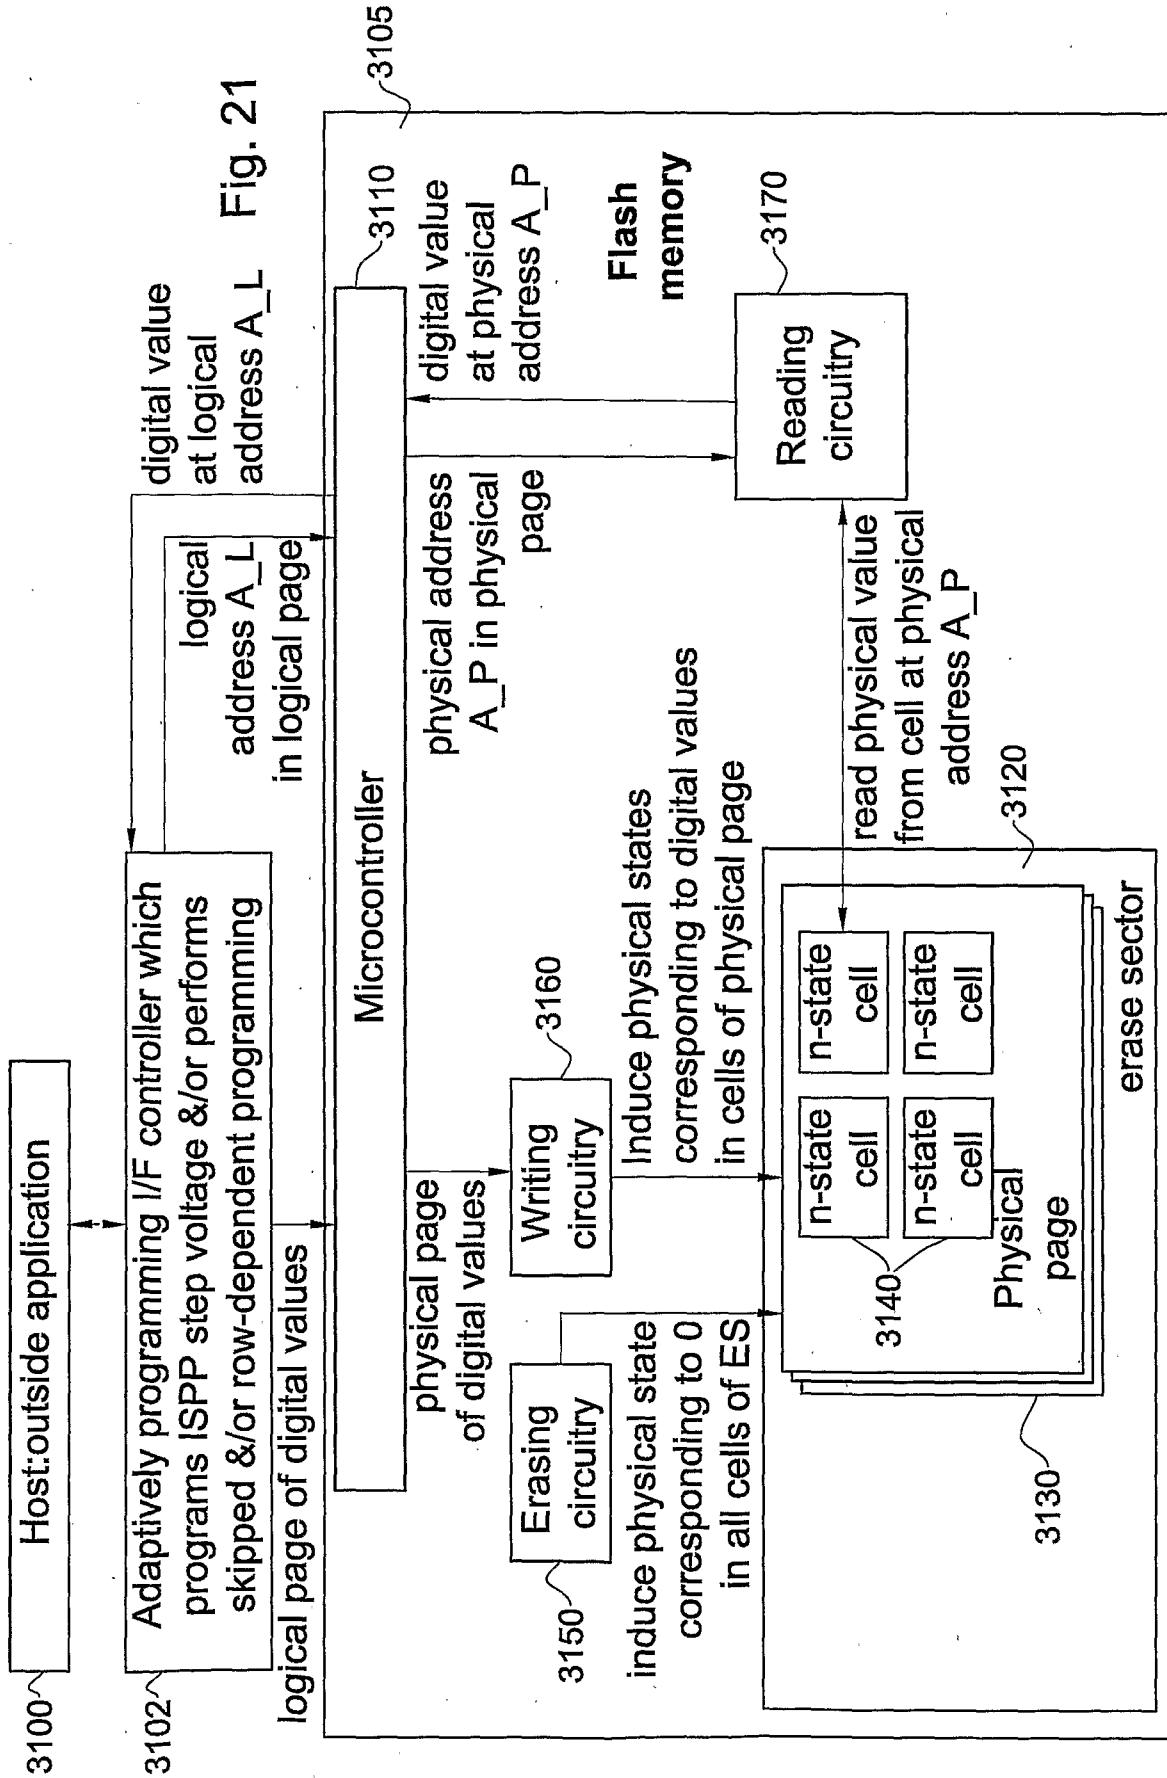 Fig. 21
3100
Host:outside application
3102
Adaptively programming I/F controller which
programs ISPP step voltage &/or performs
skipped &/or row-dependent programming
logical page of digital values
logical
address A_L
in logical page
digital value
at logical
address A_L
3105
3110
Microcontroller
physical page
of digital values
physical address
A_P in physical
page
digital value
at physical
address A_P
Flash
memory
3150
Erasing
circuitry
3160
Writing
circuitry
3170
Reading
circuitry
induce physical state
corresponding to 0
in all cells of ES
Induce physical states
corresponding to digital values
in cells of physical page
read physical value
from cell at physical
address A_P
3120
n-state
cell
n-state
cell
n-state
cell
n-state
cell
3140
Physical
page
3130
erase sector